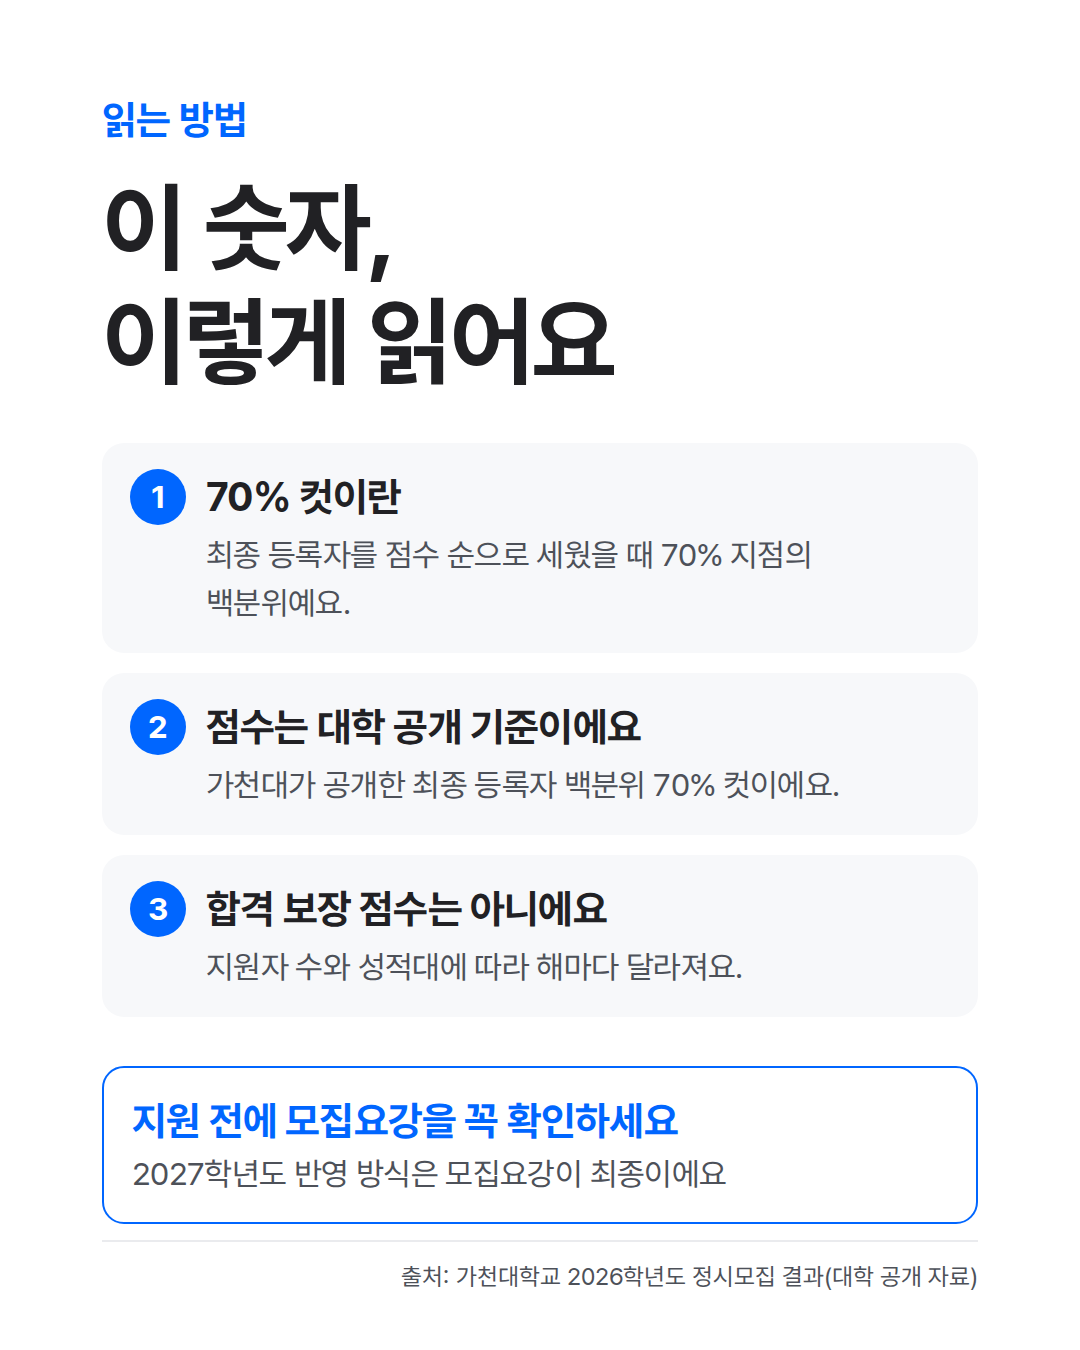 읽는 방법
이 숫자,
이렇게 읽어요
1 70% 컷이란
최종 등록자를 점수 순으로 세웠을 때 70% 지점의
백분위예요.
2 점수는 대학 공개 기준이에요
가천대가 공개한 최종 등록자 백분위 70% 컷이에요.
3 합격 보장 점수는 아니에요
지원자 수와 성적대에 따라 해마다 달라져요.
지원 전에 모집요강을 꼭 확인하세요
2027학년도 반영 방식은 모집요강이 최종이에요
출처: 가천대학교 2026학년도 정시모집 결과(대학 공개 자료)